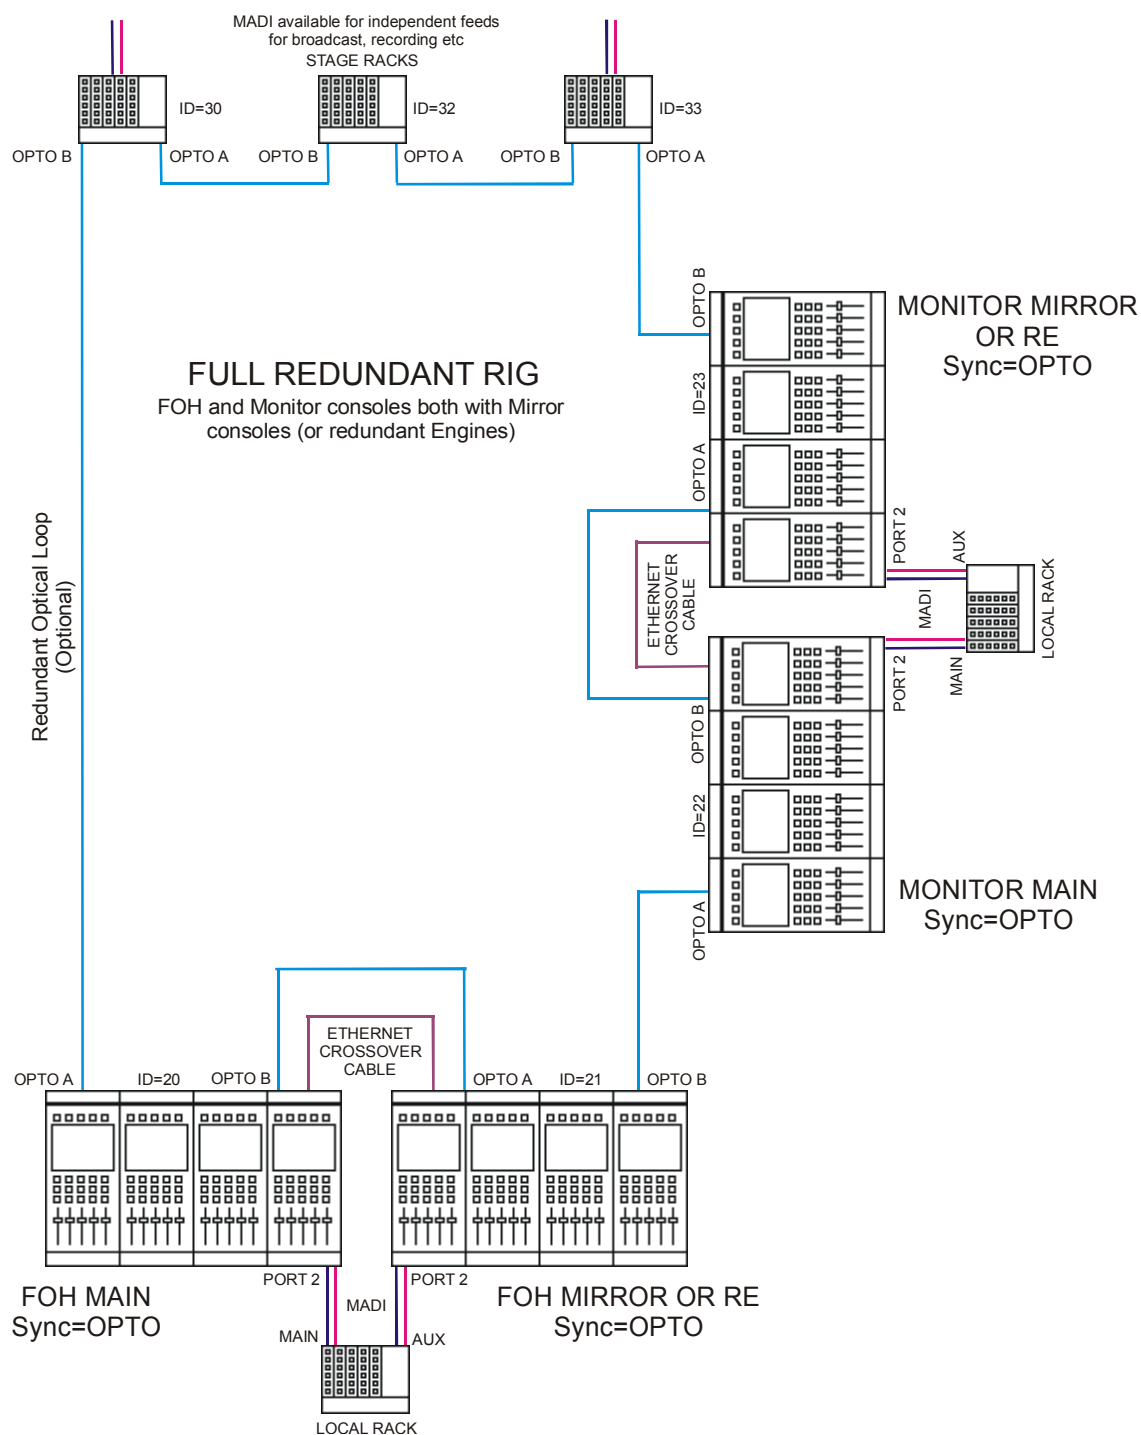 MADI available for independent feeds
for broadcast, recording etc
STAGE RACKS
ID=30
ID=32
ID=33
OPTO B
OPTO A
OPTO B
OPTO A
OPTO B
OPTO A
OPTO B
MONITOR MIRROR
OR RE
Sync=OPTO
FULL REDUNDANT RIG
FOH and Monitor consoles both with Mirror
consoles (or redundant Engines)
ID=23
OPTO A
Redundant Optical Loop
(Optional)
ETHERNET
CROSSOVER
CABLE
PORT 2
AUX
MADI
LOCAL RACK
PORT 2
MAIN
OPTO B
ID=22
OPTO A
MONITOR MAIN
Sync=OPTO
ETHERNET
CROSSOVER
CABLE
OPTO A
ID=20
OPTO B
OPTO A
ID=21
OPTO B
PORT 2
PORT 2
FOH MAIN
Sync=OPTO
MADI
FOH MIRROR OR RE
Sync=OPTO
MAIN
AUX
LOCAL RACK